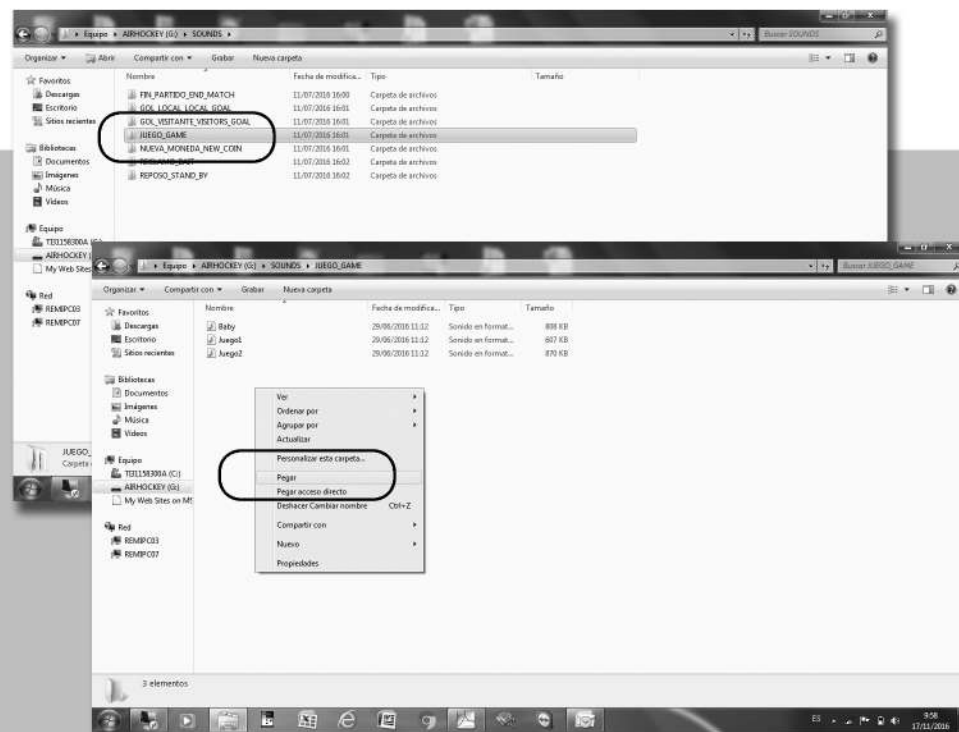 Equipo ▸ AIRHOCKEY (G:) ▸ SOUNDS ▸
Buscar SOUNDS
Organizar Abrir Compartir con Grabar Nueva carpeta
Nombre Fecha de modifica... Tipo Tamaño
Favoritos
Descargas
Escritorio
Sitios recientes
Bibliotecas
Documentos
Imágenes
Música
Vídeos
Equipo
TI01158300A (C:)
AIRHOCKEY (
My Web Sites
Red
REMIPC03
REMIPC07
FIN_PARTIDO_END_MATCH 11/07/2016 16:00 Carpeta de archivos
GOL_LOCAL_LOCAL_GOAL 11/07/2016 16:01 Carpeta de archivos
GOL_VISITANTE_VISITORS_GOAL 11/07/2016 16:01 Carpeta de archivos
JUEGO_GAME 11/07/2016 16:01 Carpeta de archivos
NUEVA_MONEDA_NEW_COIN 11/07/2016 16:01 Carpeta de archivos
RECLAMO_BAIT 11/07/2016 16:02 Carpeta de archivos
REPOSO_STAND_BY 11/07/2016 16:02 Carpeta de archivos
JUEGO_
Carpeta
Equipo ▸ AIRHOCKEY (G:) ▸ SOUNDS ▸ JUEGO_GAME
Buscar JUEGO_GAME
Organizar Compartir con Grabar Nueva carpeta
Nombre Fecha de modifica... Tipo Tamaño
Favoritos
Descargas
Escritorio
Sitios recientes
Bibliotecas
Documentos
Imágenes
Música
Vídeos
Equipo
AIRHOCKEY (G:)
My Web Sites on MS
Red
REMIPC03
REMIPC07
Baby 29/06/2016 11:12 Sonido en format... 808 KB
Juego1 29/06/2016 11:12 Sonido en format... 607 KB
Juego2 29/06/2016 11:12 Sonido en format... 870 KB
Ver
Ordenar por
Agrupar por
Actualizar
Personalizar esta carpeta...
Pegar
Pegar acceso directo
Deshacer Cambiar nombre Ctrl+Z
Compartir con
Nuevo
Propiedades
3 elementos
ES
9:58
17/11/2016